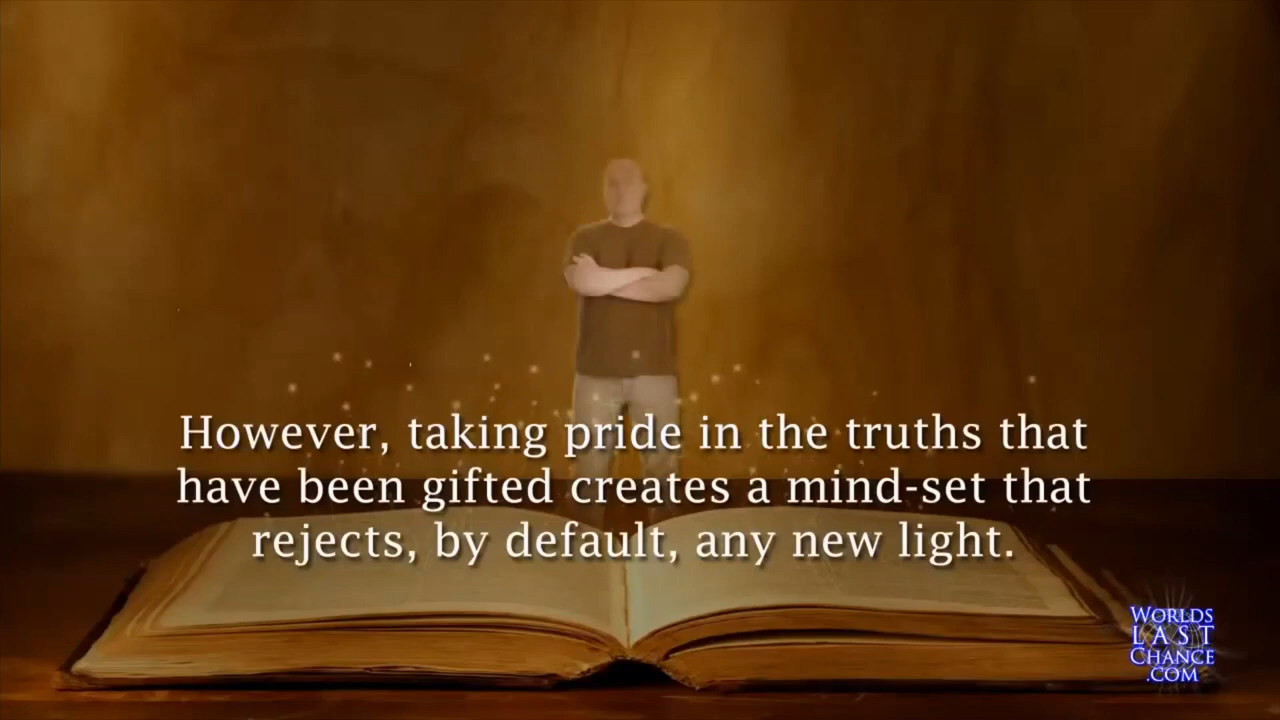 However, taking pride in the truths that
have been gifted creates a mind-set that
rejects, by default, any new light.
WORLDS
LAST
CHANCE
.COM